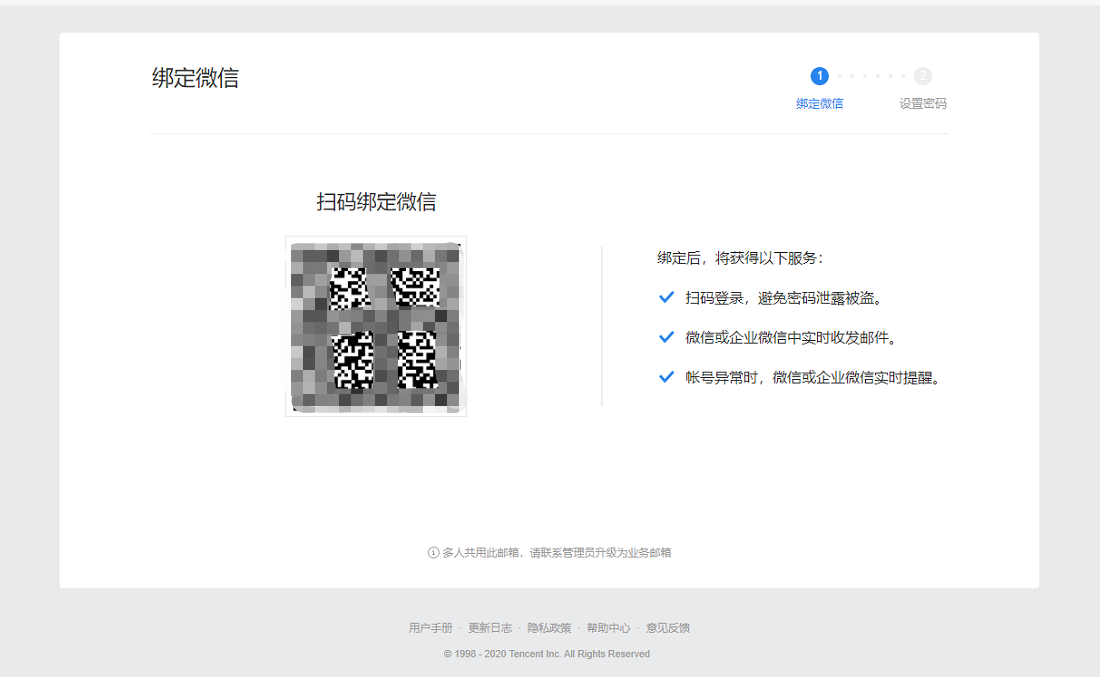 绑定微信
1
2
绑定微信
设置密码
扫码绑定微信
绑定后，将获得以下服务：
扫码登录，避免密码泄露被盗。
微信或企业微信中实时收发邮件。
帐号异常时，微信或企业微信实时提醒。
多人共用此邮箱，请联系管理员升级为业务邮箱
用户手册 · 更新日志 · 隐私政策 · 帮助中心 · 意见反馈
© 1998 - 2020 Tencent Inc. All Rights Reserved